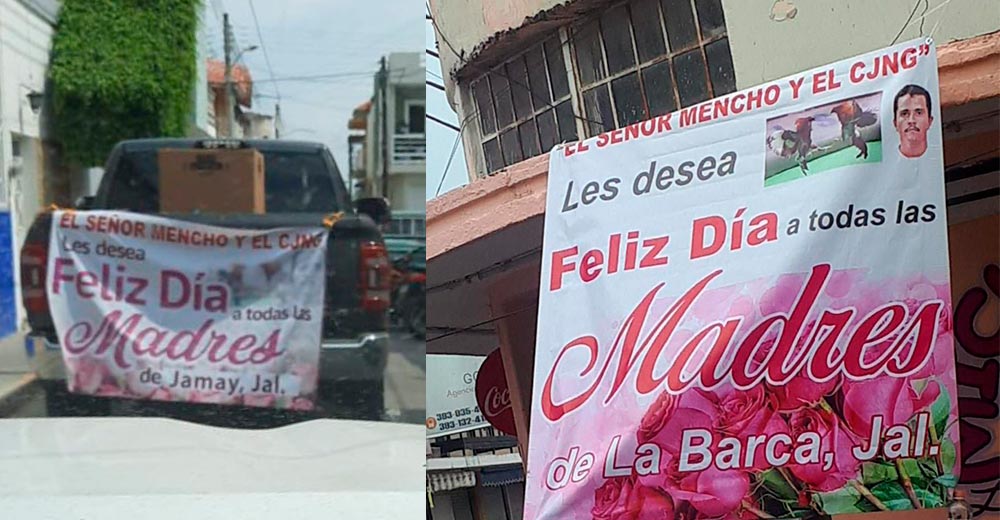 EL SEÑOR MENCHO Y EL CJNG
Les desea
Feliz Día
a todas las
Madres
de Jamay, Jal.
"EL SEÑOR MENCHO Y EL CJNG"
Les desea
Feliz Día a todas las
Madres
de La Barca, Jal.